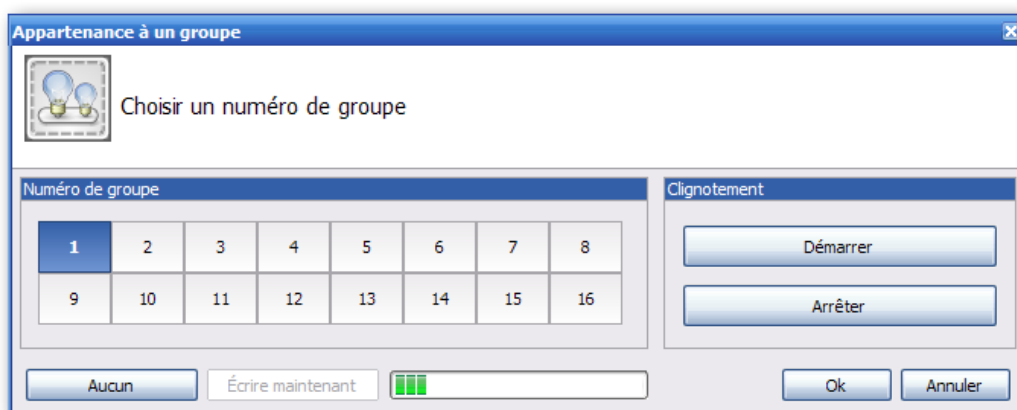 Appartenance à un groupe
Choisir un numéro de groupe
Numéro de groupe
1 2 3 4 5 6 7 8
9 10 11 12 13 14 15 16
Clignotement
Démarrer
Arrêter
Aucun Écrire maintenant Ok Annuler